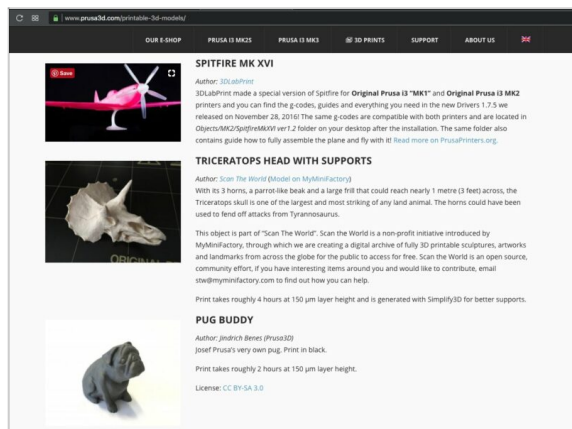 www.prusa3d.com/printable-3d-models/
OUR E-SHOP PRUSA I3 MK2S PRUSA I3 MK3 3D PRINTS SUPPORT ABOUT US
Save
SPITFIRE MK XVI
Author: 3DLabPrint
3DLabPrint made a special version of Spitfire for Original Prusa i3 "MK1" and Original Prusa i3 MK2
printers and you can find the g-codes, guides and everything you need in the new Drivers 1.7.5 we
released on November 28, 2016! The same g-codes are compatible with both printers and are located in
Objects/MK2/SpitfireMkXVI ver1.2 folder on your desktop after the installation. The same folder also
contains guide how to fully assemble the plane and fly with it! Read more on PrusaPrinters.org.
TRICERATOPS HEAD WITH SUPPORTS
Author: Scan The World (Model on MyMiniFactory)
With its 3 horns, a parrot-like beak and a large frill that could reach nearly 1 metre (3 feet) across, the
Triceratops skull is one of the largest and most striking of any land animal. The horns could have been
used to fend off attacks from Tyrannosaurus.
This object is part of "Scan The World". Scan the World is a non-profit initiative introduced by
MyMiniFactory, through which we are creating a digital archive of fully 3D printable sculptures, artworks
and landmarks from across the globe for the public to access for free. Scan the World is an open source,
community effort, if you have interesting items around you and would like to contribute, email
stw@myminifactory.com to find out how you can help.
Print takes roughly 4 hours at 150 µm layer height and is generated with Simplify3D for better supports.
ORIGINAL
PUG BUDDY
Author: Jindrich Benes (Prusa3D)
Josef Prusa's very own pug. Print in black.
Print takes roughly 2 hours at 150 µm layer height.
License: CC BY-SA 3.0